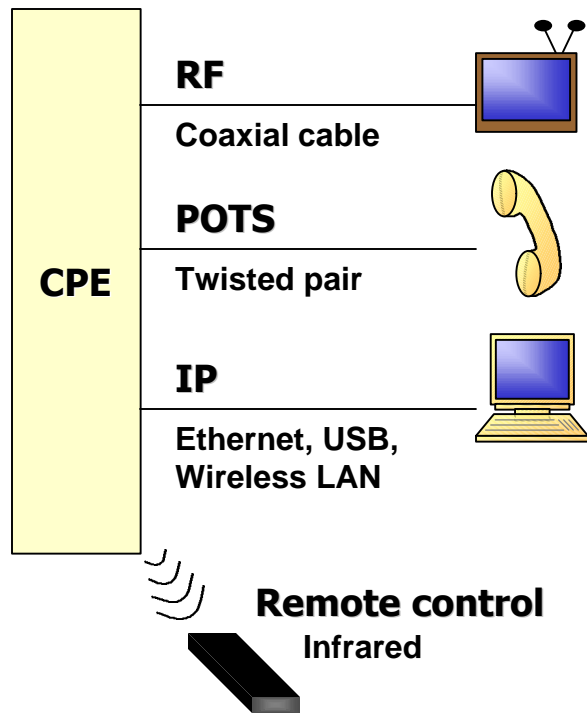 RF
Coaxial cable
POTS
CPE
Twisted pair
IP
Ethernet, USB,
Wireless LAN
Remote control
Infrared